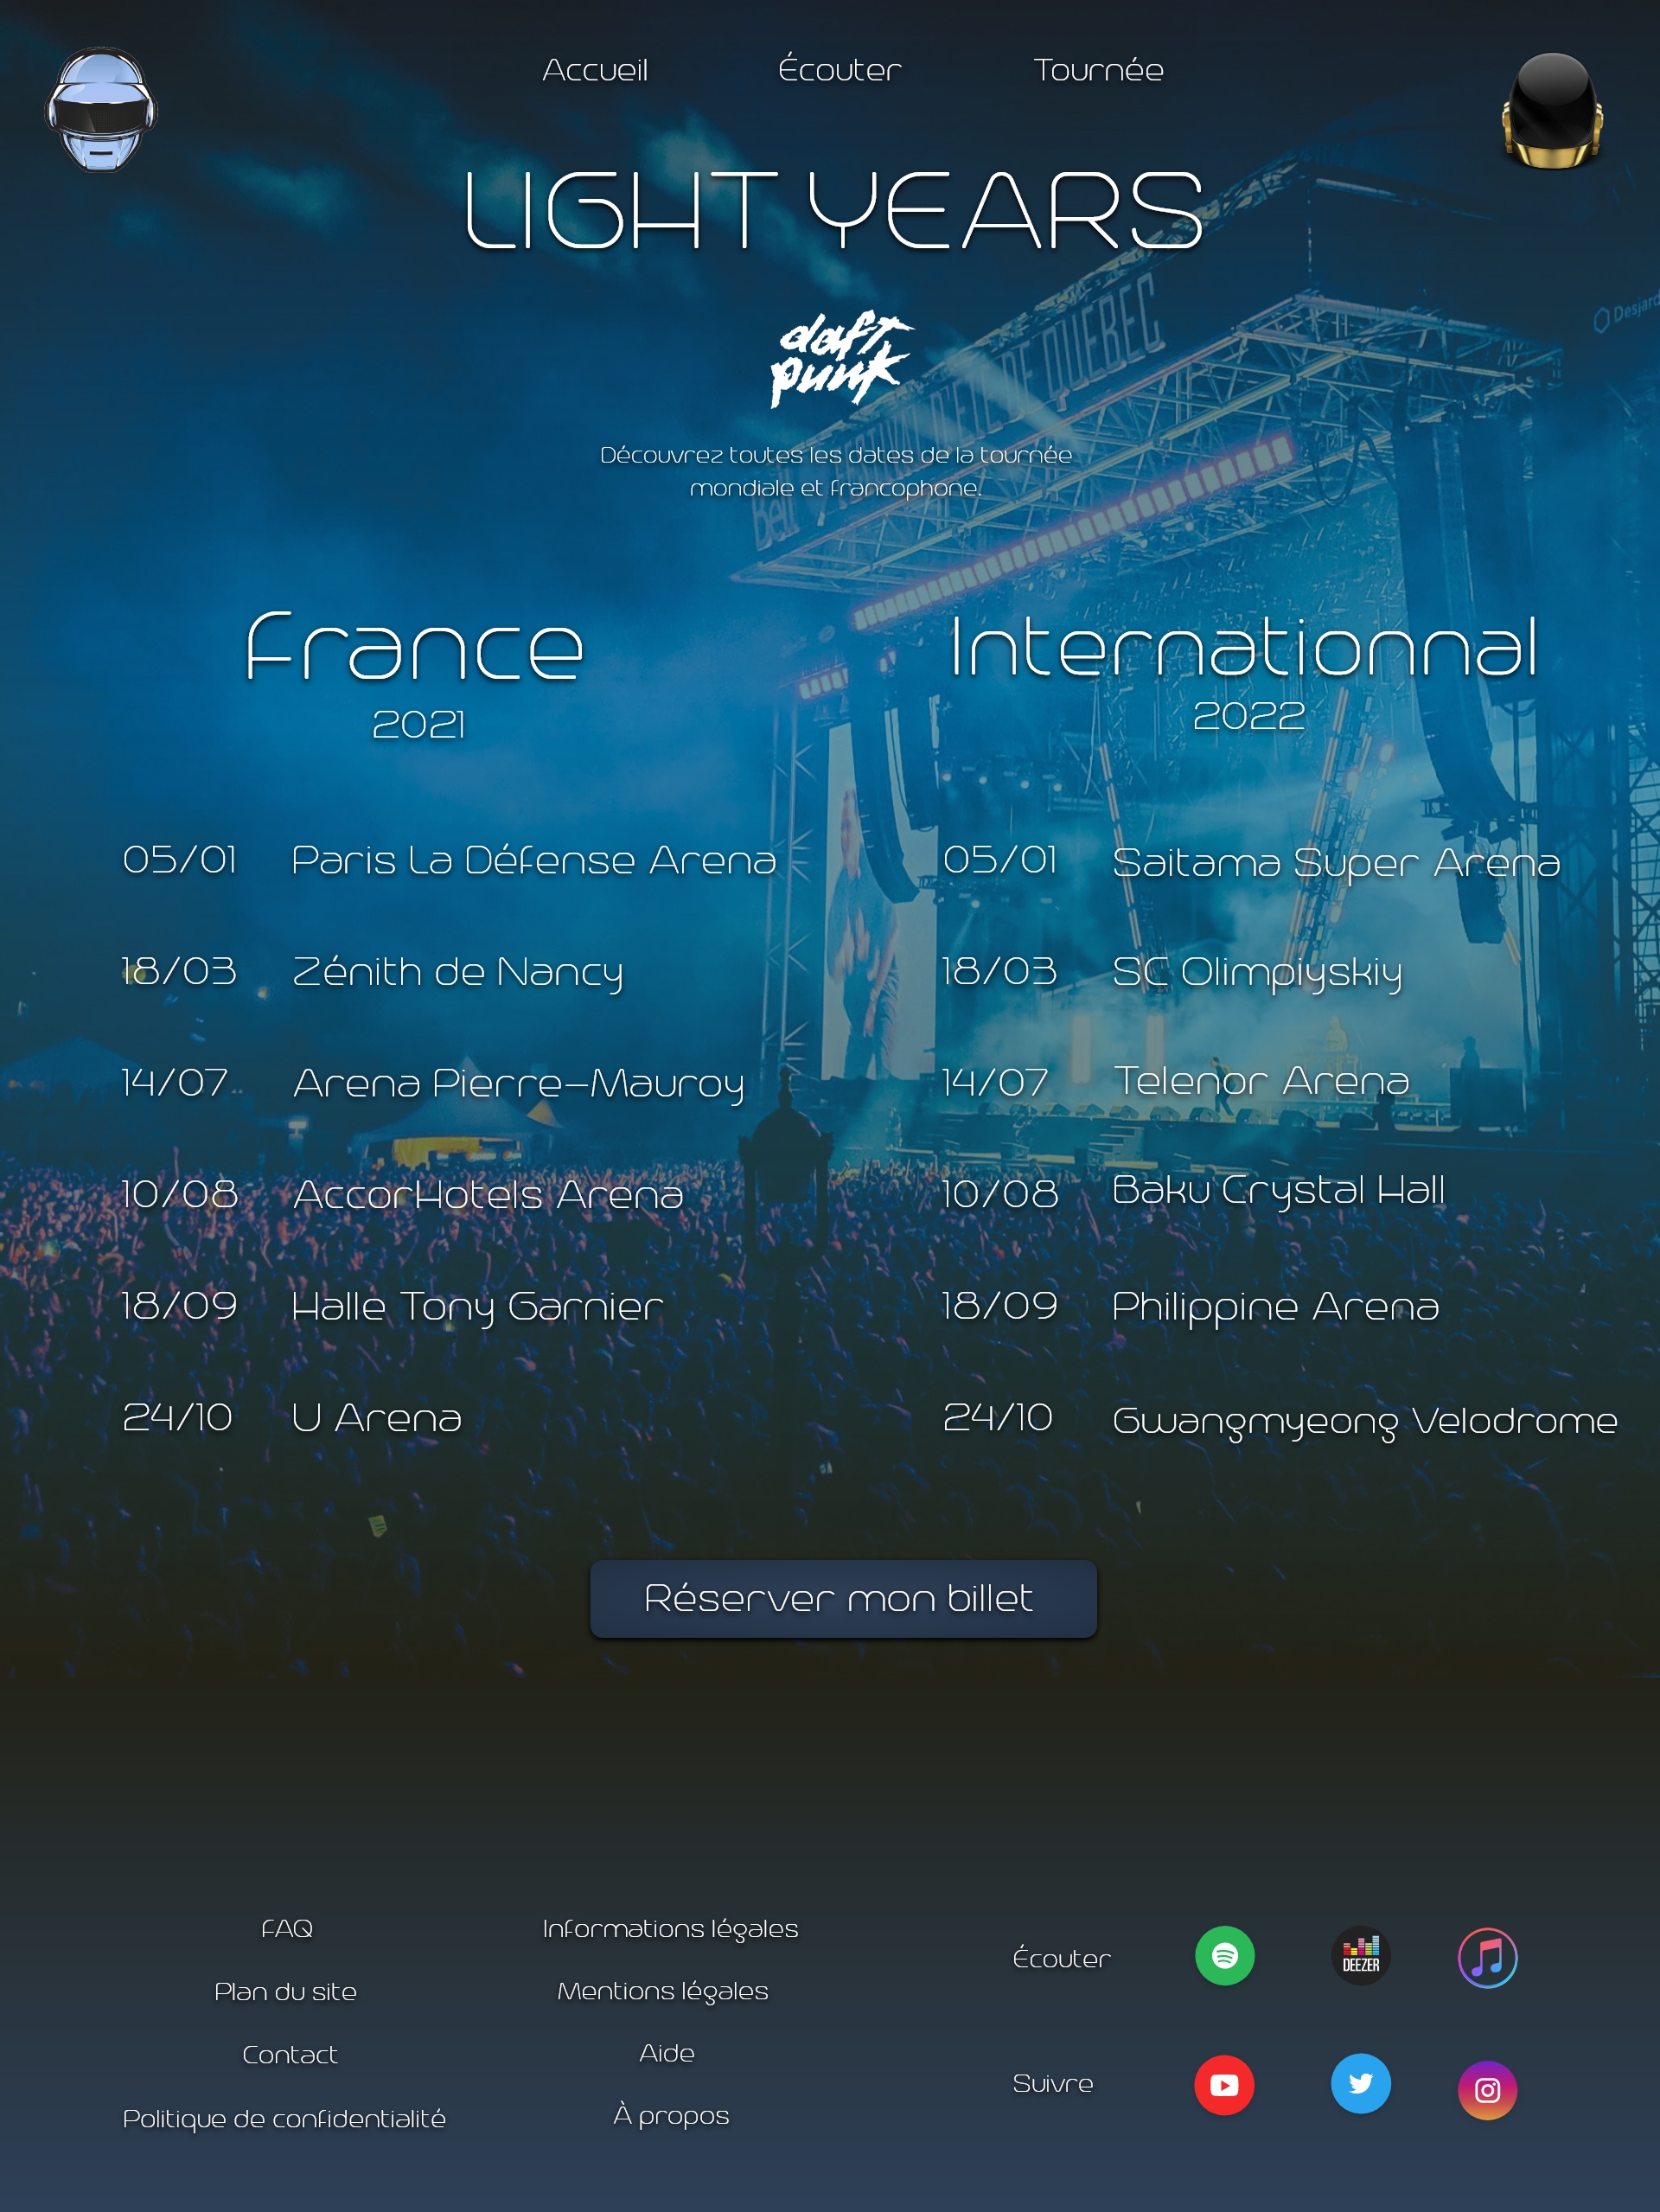 Accueil Écouter Tournée
LIGHT YEARS
daft
punk
Découvrez toutes les dates de la tournée
mondiale et francophone.
France
2021
05/01 Paris La Défense Arena
18/03 Zénith de Nancy
14/07 Arena Pierre-Mauroy
10/08 AccorHotels Arena
18/09 Halle Tony Garnier
24/10 U Arena
Internationnal
2022
05/01 Saitama Super Arena
18/03 SC Olimpiyskiy
14/07 Telenor Arena
10/08 Baku Crystal Hall
18/09 Philippine Arena
24/10 Gwangmyeong Velodrome
Réserver mon billet
FAQ
Plan du site
Contact
Politique de confidentialité
Informations légales
Mentions légales
Aide
À propos
Écouter
DEEZER
Suivre
QUEBEC
Bell
Desjard